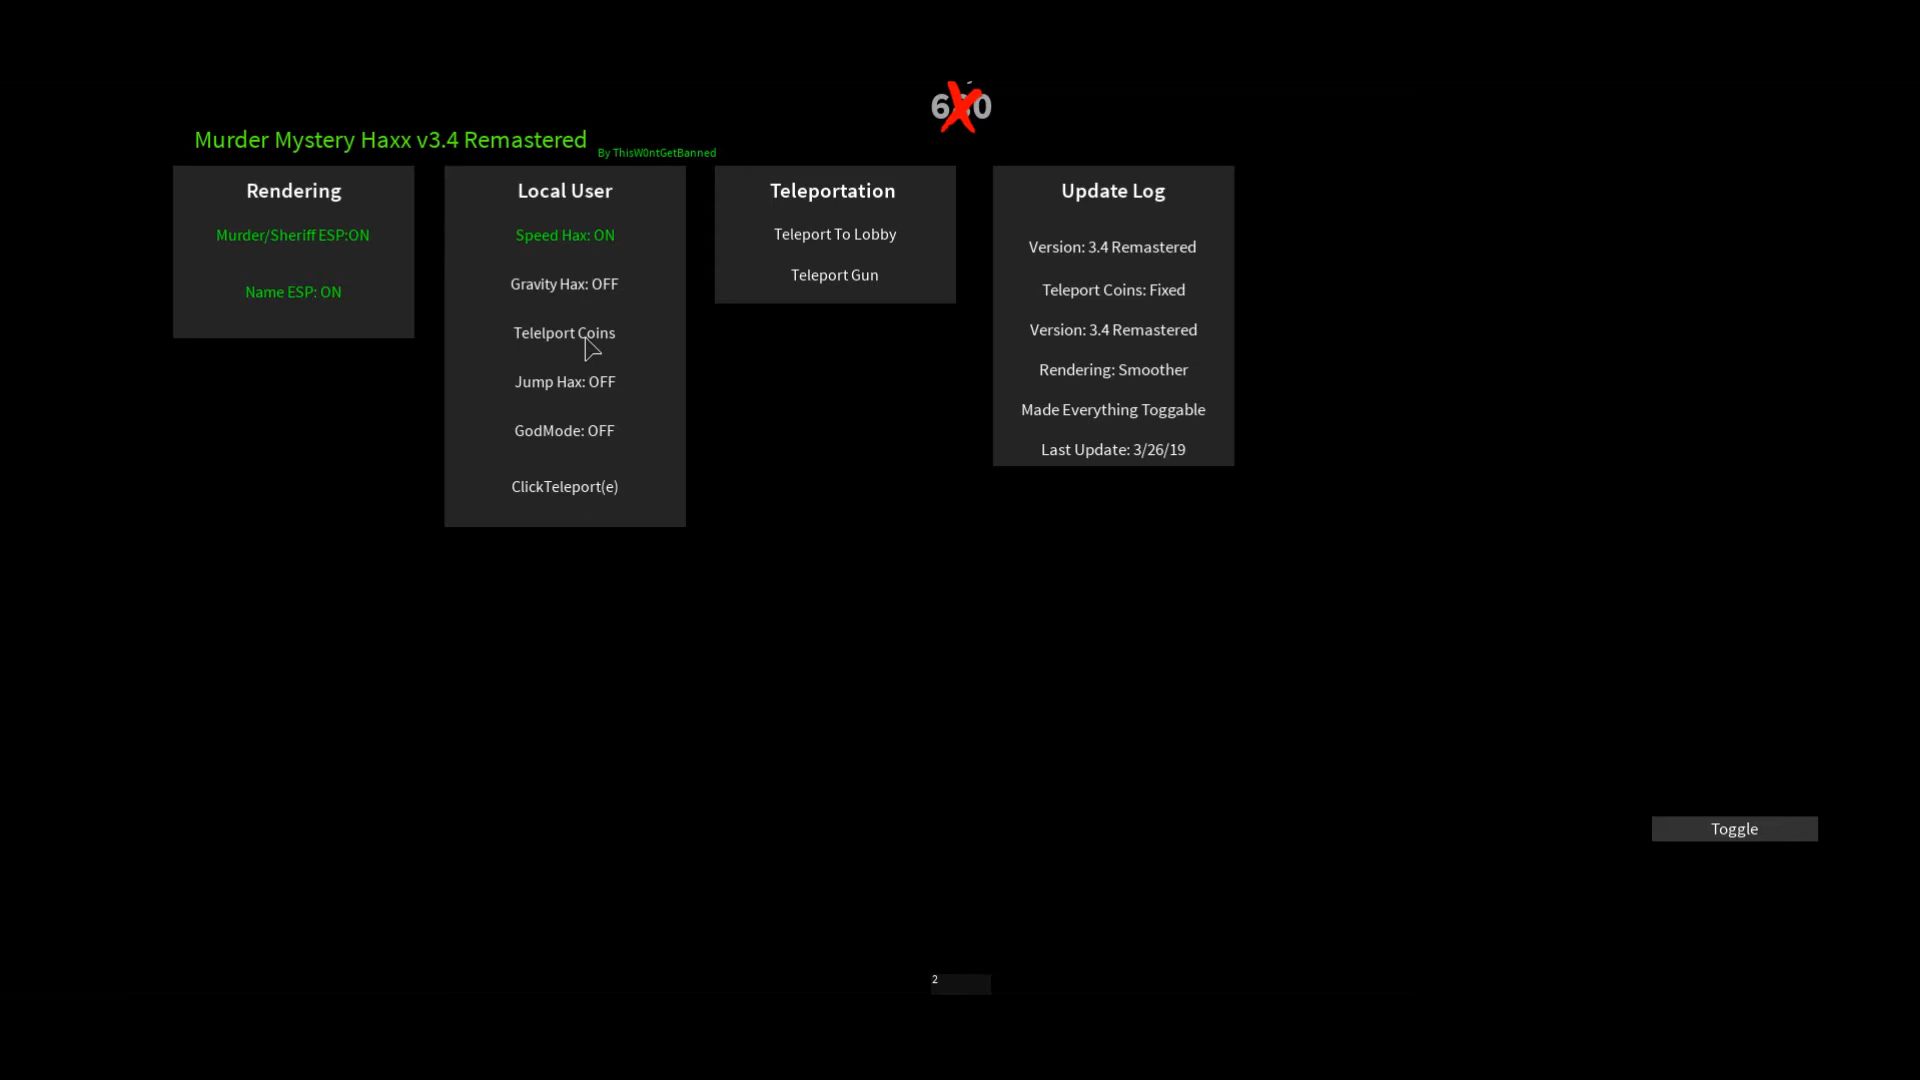 Murder Mystery Haxx v3.4 Remastered
By ThisW0ntGetBanned
Rendering
Murder/Sheriff ESP:ON
Name ESP: ON
Local User
Speed Hax: ON
Gravity Hax: OFF
Telelport Coins
Jump Hax: OFF
GodMode: OFF
ClickTeleport(e)
Teleportation
Teleport To Lobby
Teleport Gun
Update Log
Version: 3.4 Remastered
Teleport Coins: Fixed
Version: 3.4 Remastered
Rendering: Smoother
Made Everything Toggable
Last Update: 3/26/19
Toggle
2